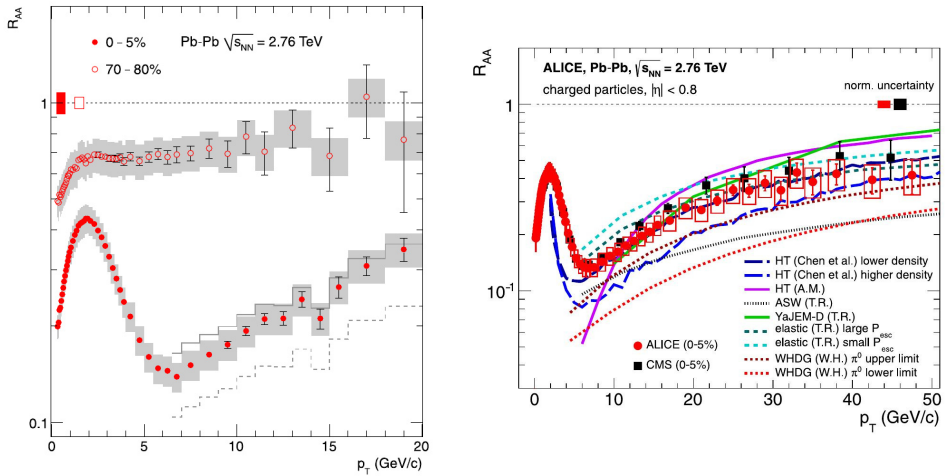 R_AA
0 – 5%
Pb-Pb √s_NN = 2.76 TeV
70 – 80%
1
0.1
0 5 10 15 20
p_T (GeV/c)
R_AA
ALICE, Pb-Pb, √s_NN = 2.76 TeV
charged particles, |η| < 0.8
norm. uncertainty
1
10⁻¹
HT (Chen et al.) lower density
HT (Chen et al.) higher density
HT (A.M.)
ASW (T.R.)
YaJEM-D (T.R.)
elastic (T.R.) large P_esc
elastic (T.R.) small P_esc
WHDG (W.H.) π⁰ upper limit
WHDG (W.H.) π⁰ lower limit
ALICE (0-5%)
CMS (0-5%)
0 10 20 30 40 50
p_T (GeV/c)